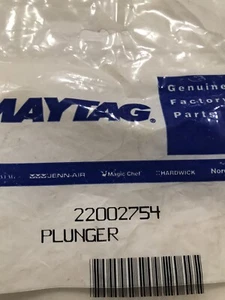 Genuine
Factory
Parts
MAYTAG
JENN-AIR Magic Chef HARDWICK
22002754
PLUNGER